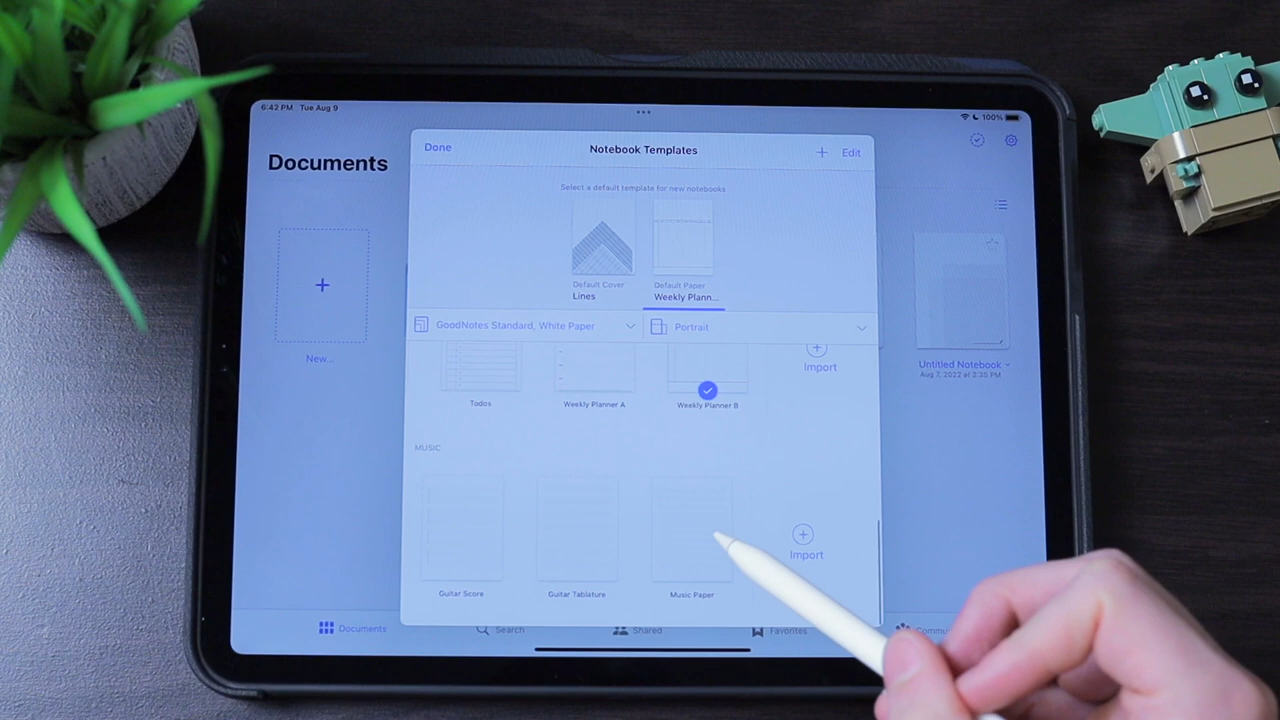 6:42 PM Tue Aug 9
100%
Documents
Done
Notebook Templates
Edit
Select a default template for new notebooks
Default Cover
Lines
Default Paper
Weekly Plann...
GoodNotes Standard, White Paper
Portrait
New...
Untitled Notebook
Aug 7, 2022 at 3:35 PM
Import
Todos
Weekly Planner A
Weekly Planner B
MUSIC
Import
Guitar Score
Guitar Tablature
Music Paper
Documents
Search
Shared
Favorites
Commu